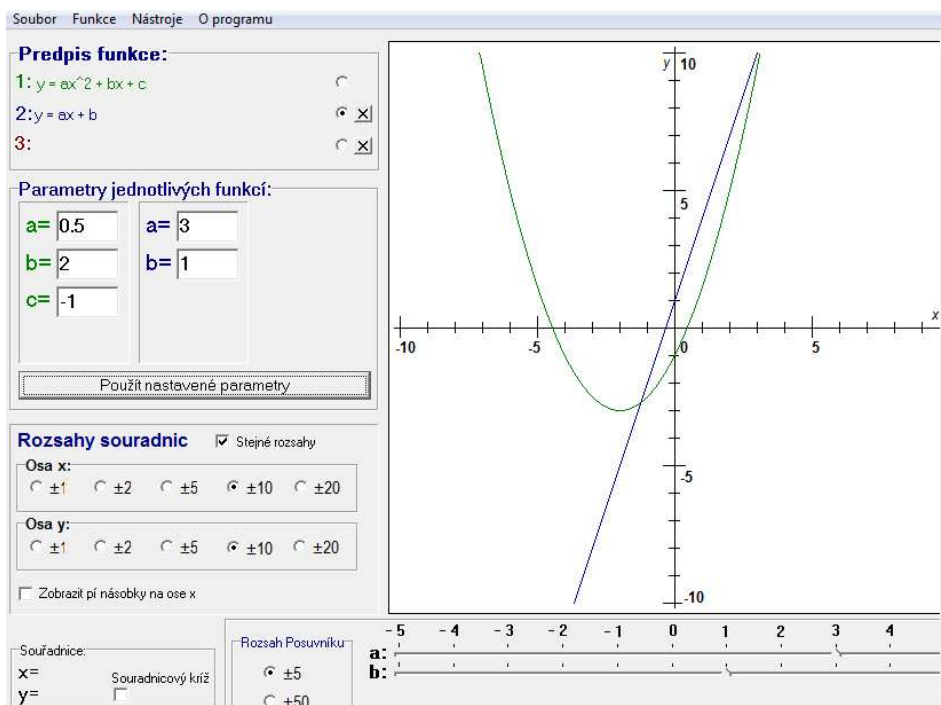 Soubor Funkce Nástroje O programu
Predpis funkce:
1: y = ax^2 + bx + c
2: y = ax + b X
3: X
Parametry jednotlivých funkcí:
a= 0.5 a= 3
b= 2 b= 1
c= -1
Použít nastavené parametry
Rozsahy souradnic Stejné rozsahy
Osa x:
±1 ±2 ±5 ±10 ±20
Osa y:
±1 ±2 ±5 ±10 ±20
Zobrazit pí násobky na ose x
Souřadnice:
x=
y=
Souradnicový kríž
Rozsah Posuvníku
±5
±50
y 10
5
x
-10 -5 0 5
-5
-10
-5 -4 -3 -2 -1 0 1 2 3 4
a:
b: